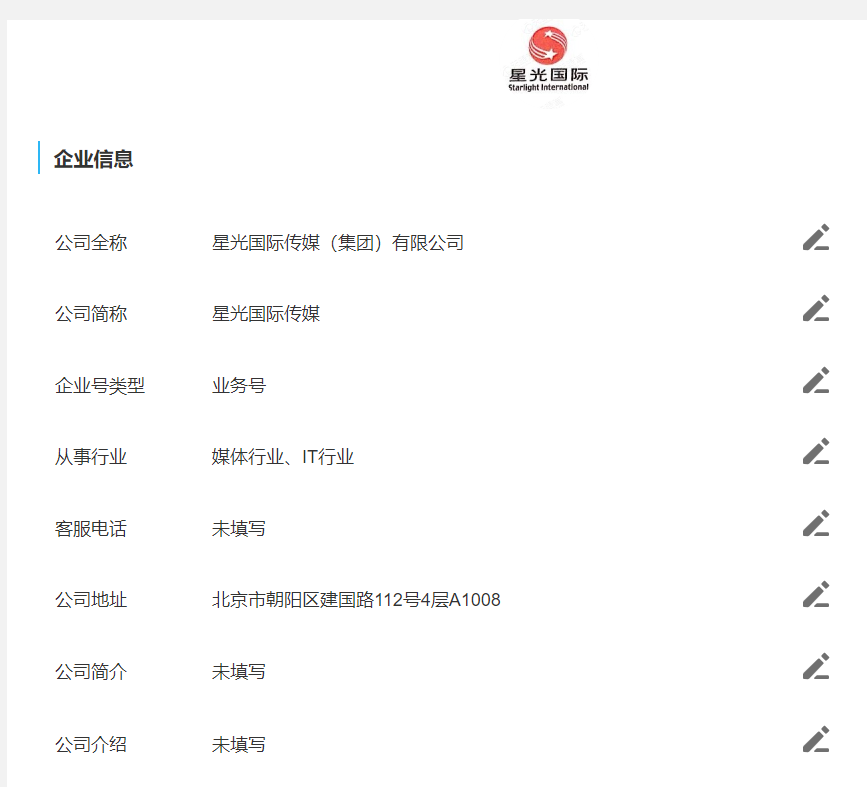 星光国际
Starlight International
企业信息
公司全称 星光国际传媒（集团）有限公司
公司简称 星光国际传媒
企业号类型 业务号
从事行业 媒体行业、IT行业
客服电话 未填写
公司地址 北京市朝阳区建国路112号4层A1008
公司简介 未填写
公司介绍 未填写